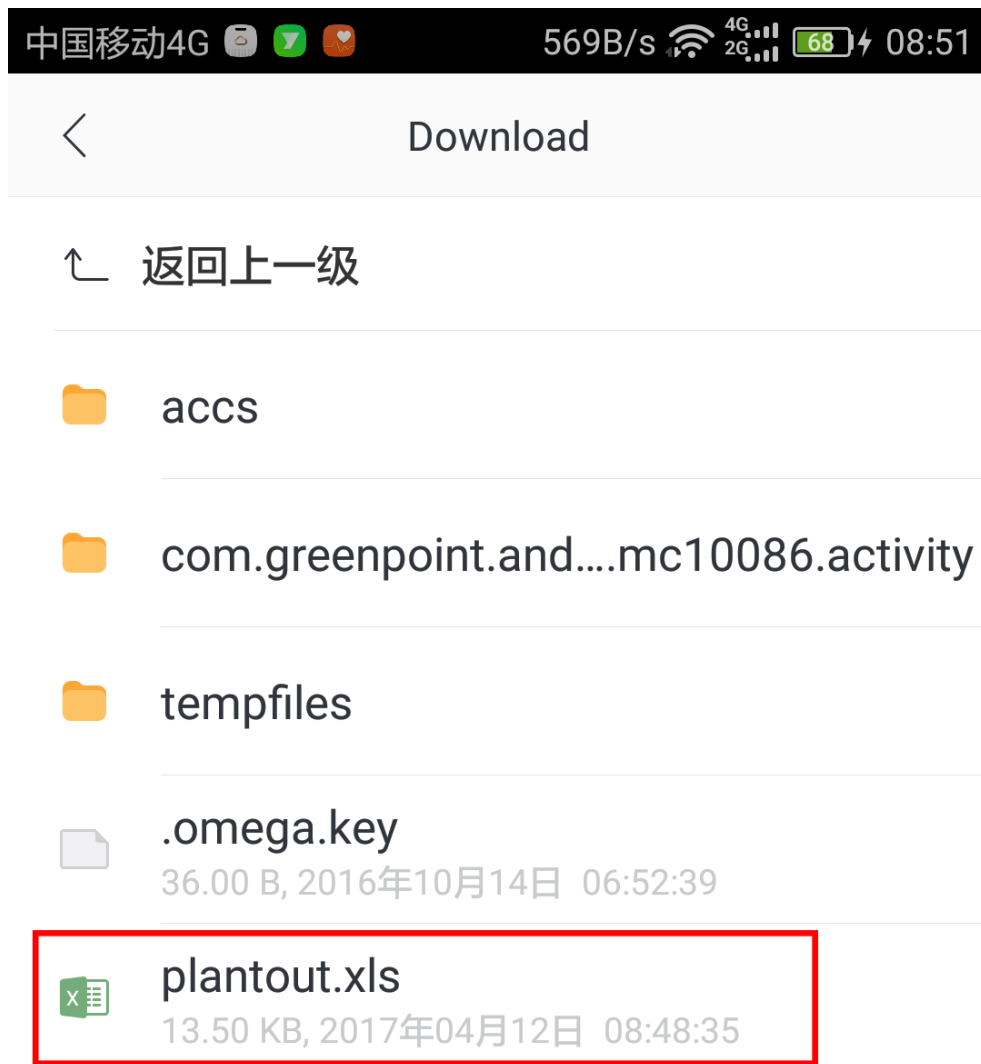 中国移动4G 569B/s 4G 2G 68 08:51
Download
返回上一级
accs
com.greenpoint.and....mc10086.activity
tempfiles
.omega.key
36.00 B, 2016年10月14日 06:52:39
plantout.xls
13.50 KB, 2017年04月12日 08:48:35